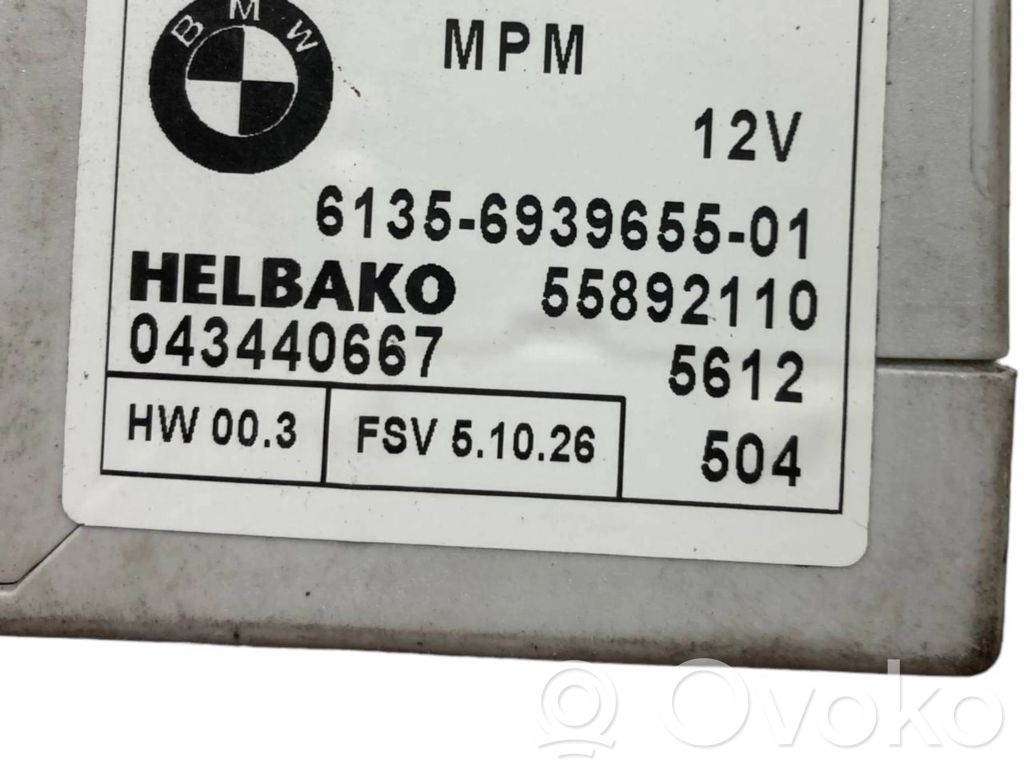 BMW
MPM
12V
6135-6939655-01
HELBAKO 55892110
043440667 5612
HW 00.3 FSV 5.10.26 504
Ovoko